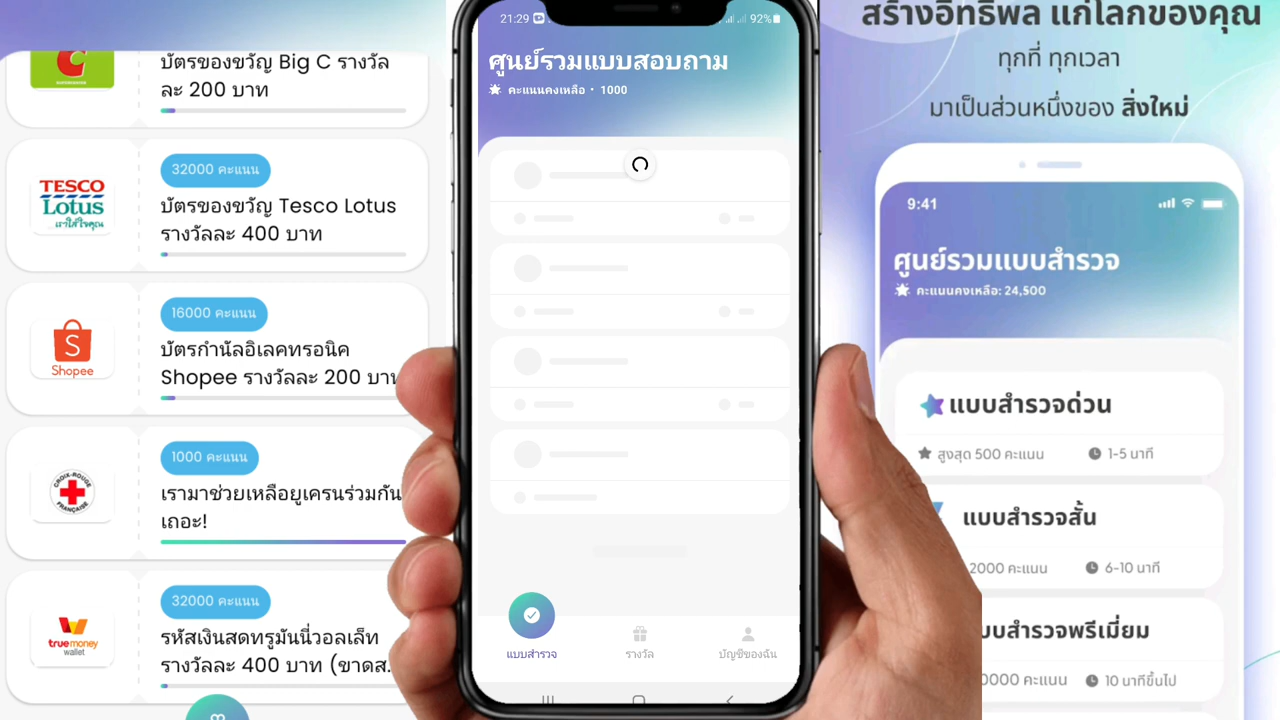 บัตรของขวัญ Big C รางวัล
ละ 200 บาท
TESCO
Lotus
เราใส่ใจคุณ
32000 คะแนน
บัตรของขวัญ Tesco Lotus
รางวัลละ 400 บาท
S
Shopee
16000 คะแนน
บัตรกำนัลอิเลคทรอนิค
Shopee รางวัลละ 200 บาท
CROIX-ROUGE
FRANÇAISE
1000 คะแนน
เรามาช่วยเหลือยูเครนร่วมกัน
เถอะ!
true money
wallet
32000 คะแนน
รหัสเงินสดทรูมันนี่วอลเล็ท
รางวัลละ 400 บาท (ขาดส..
21:29
92%
ศูนย์รวมแบบสอบถาม
คะแนนคงเหลือ • 1000
แบบสำรวจ
รางวัล
บัญชีของฉัน
สร้างอิทธิพล แก่โลกของคุณ
ทุกที่ ทุกเวลา
มาเป็นส่วนหนึ่งของ สิ่งใหม่
9:41
ศูนย์รวมแบบสำรวจ
คะแนนคงเหลือ: 24,500
แบบสำรวจด่วน
สูงสุด 500 คะแนน
1-5 นาที
แบบสำรวจสั้น
2000 คะแนน
6-10 นาที
บบสำรวจพรีเมี่ยม
0000 คะแนน
10 นาทีขึ้นไป